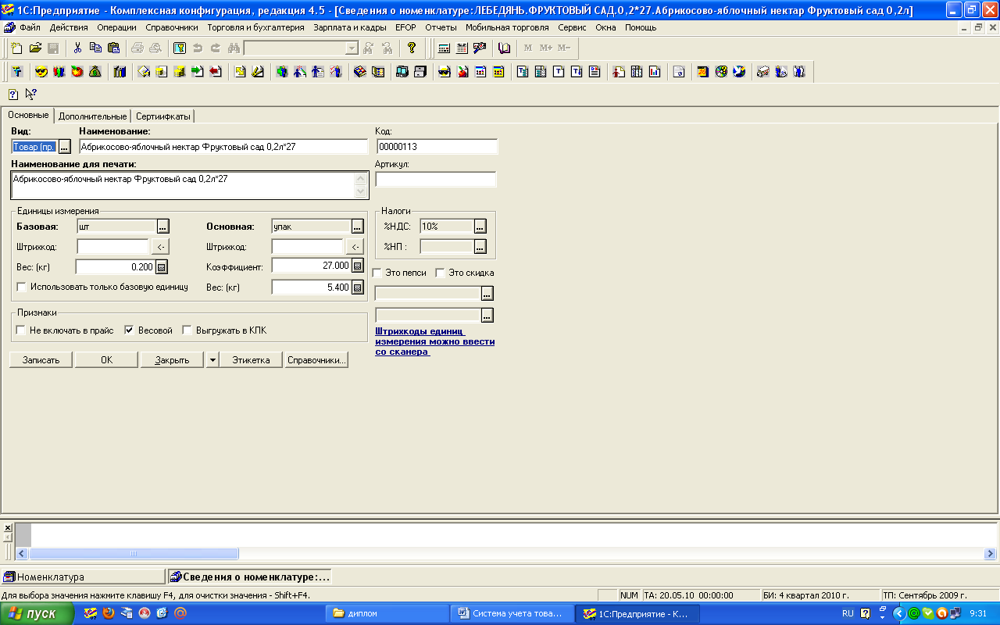 1С:Предприятие - Комплексная конфигурация, редакция 4.5 - [Сведения о номенклатуре:ЛЕБЕДЯНЬ.ФРУКТОВЫЙ САД.0,2*27.Абрикосово-яблочный нектар Фруктовый сад 0,2л]
Файл Действия Операции Справочники Торговля и бухгалтерия Зарплата и кадры EFOP Отчеты Мобильная торговля Сервис Окна Помощь
M M+ M−
Основные Дополнительные Сертиифкаты
Вид: Наименование: Код:
Товар (пр. ... Абрикосово-яблочный нектар Фруктовый сад 0,2л*27 00000113
Наименование для печати: Артикул:
Абрикосово-яблочный нектар Фруктовый сад 0,2л*27
Единицы измерения Налоги
Базовая: шт ... Основная: упак ... %НДС: 10% ...
Штрихкод: <- Штрихкод: <- %НП : ...
Вес: (кг) 0.200 Коэффициент: 27.000
Это пепси Это скидка
Использовать только базовую единицу Вес: (кг) 5.400 ...
Признаки ...
Не включать в прайс Весовой Выгружать в КПК
Штрихкоды единиц
измерения можно ввести
со сканера
Записать OK Закрыть Этикетка Справочники...
Номенклатура Сведения о номенклатуре:...
Для выбора значения нажмите клавишу F4, для очистки значения - Shift+F4. NUM TA: 20.05.10 00:00:00 БИ: 4 квартал 2010 г. ТП: Сентябрь 2009 г.
пуск диплом Система учета това... 1С:Предприятие - К... RU 9:31